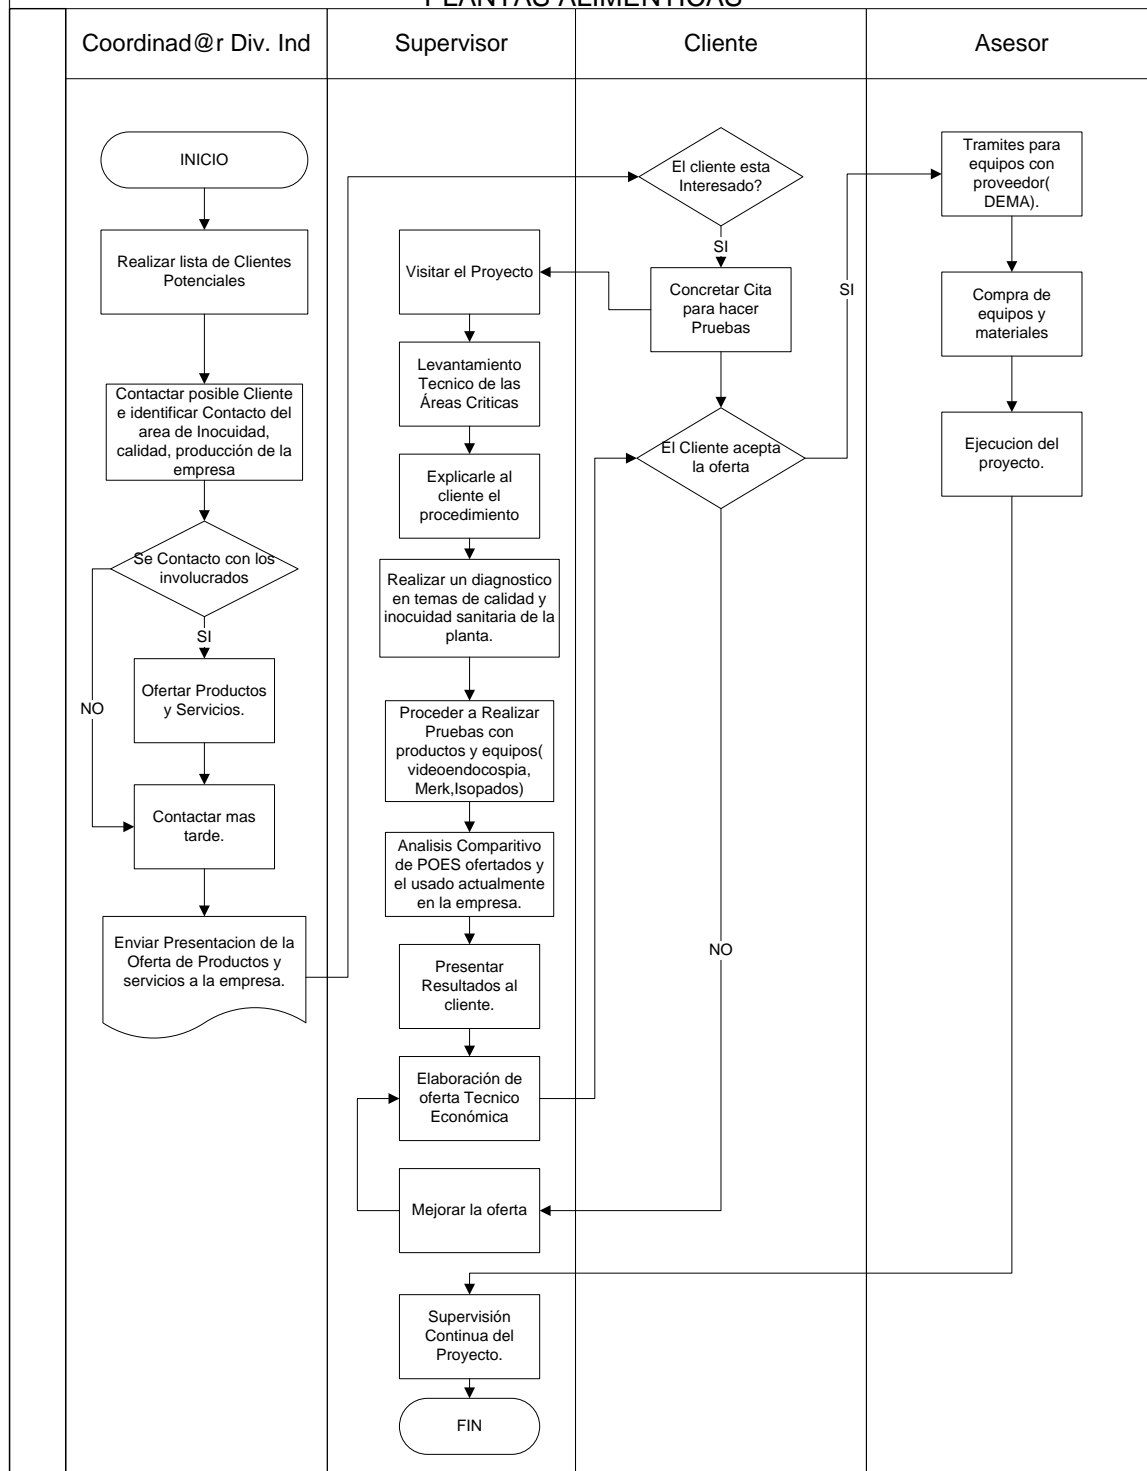 PLANTAS ALIMENTICAS
Coordinad@r Div. Ind
Supervisor
Cliente
Asesor
INICIO
Realizar lista de Clientes
Potenciales
Contactar posible Cliente
e identificar Contacto del
area de Inocuidad,
calidad, producción de la
empresa
Se Contacto con los
involucrados
SI
NO
Ofertar Productos
y Servicios.
Contactar mas
tarde.
Enviar Presentacion de la
Oferta de Productos y
servicios a la empresa.
Visitar el Proyecto
Levantamiento
Tecnico de las
Áreas Criticas
Explicarle al
cliente el
procedimiento
Realizar un diagnostico
en temas de calidad y
inocuidad sanitaria de la
planta.
Proceder a Realizar
Pruebas con
productos y equipos(
videoendocospia,
Merk,Isopados)
Analisis Comparitivo
de POES ofertados y
el usado actualmente
en la empresa.
Presentar
Resultados al
cliente.
Elaboración de
oferta Tecnico
Económica
Mejorar la oferta
Supervisión
Continua del
Proyecto.
FIN
El cliente esta
Interesado?
SI
Concretar Cita
para hacer
Pruebas
El Cliente acepta
la oferta
SI
NO
Tramites para
equipos con
proveedor(
DEMA).
Compra de
equipos y
materiales
Ejecucion del
proyecto.